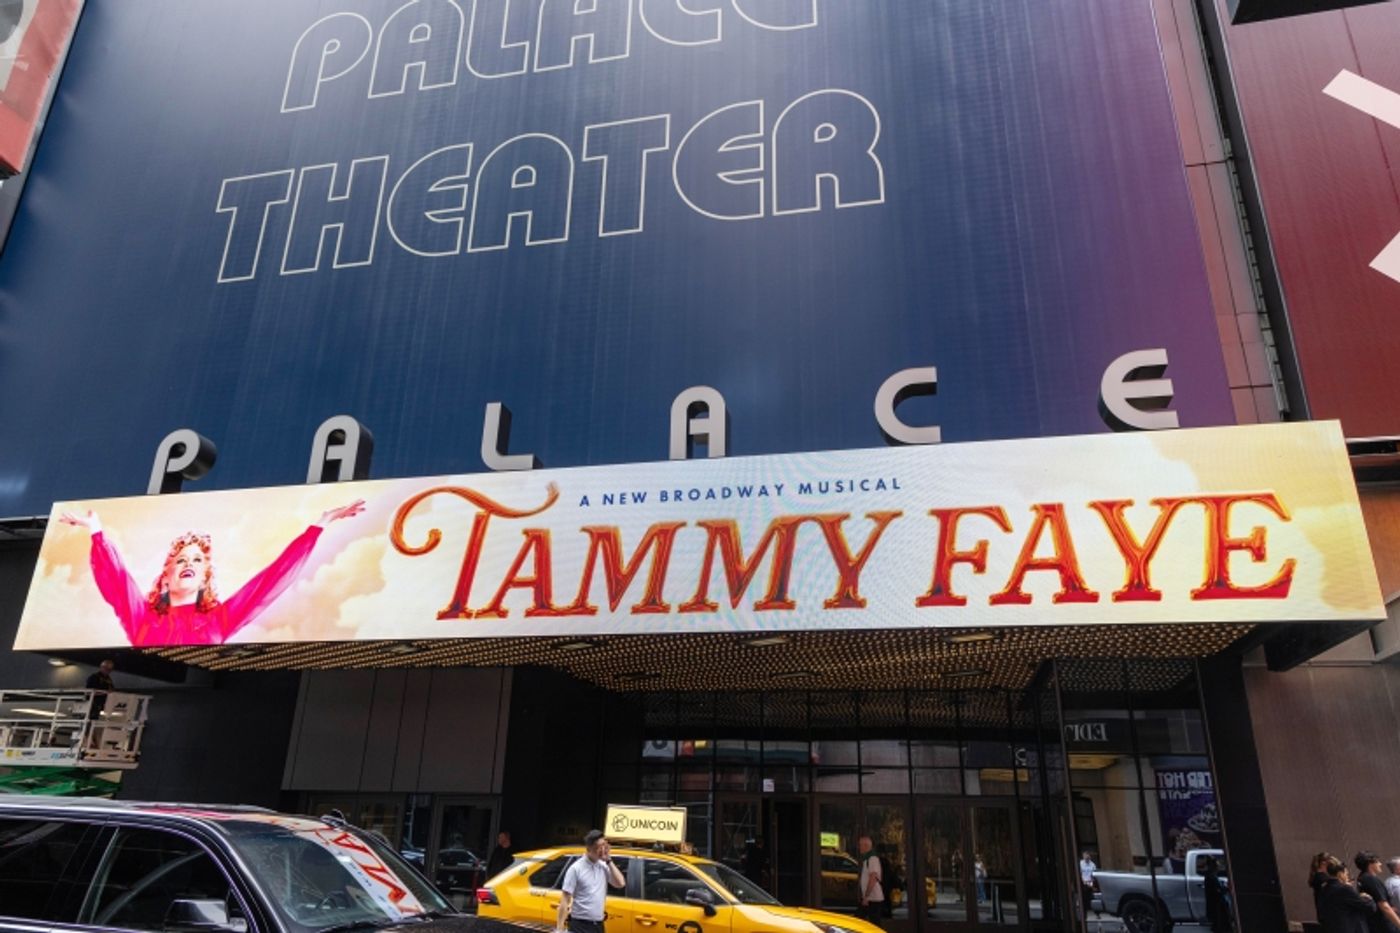 PALACE
THEATER
PALACE
A NEW BROADWAY MUSICAL
TAMMY FAYE
UNICOIN